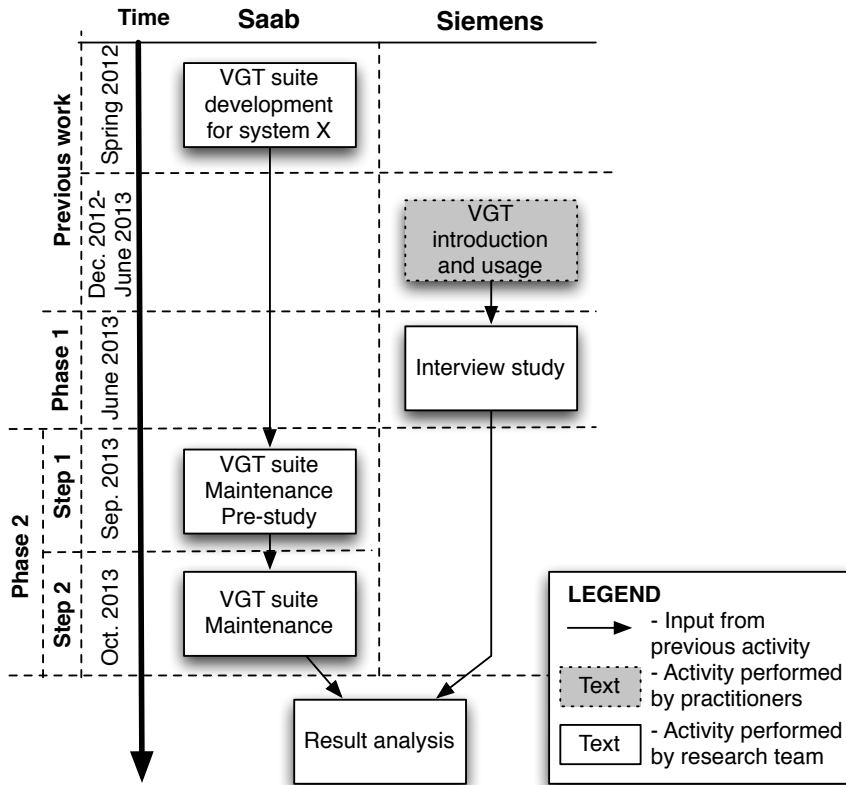 Time
Saab
Siemens
Previous work
Spring 2012
VGT suite
development
for system X
Dec. 2012-
June 2013
VGT
introduction
and usage
Phase 1
June 2013
Interview study
Phase 2
Step 1
Sep. 2013
VGT suite
Maintenance
Pre-study
Step 2
Oct. 2013
VGT suite
Maintenance
Result analysis
LEGEND
- Input from
previous activity
Text
- Activity performed
by practitioners
Text
- Activity performed
by research team